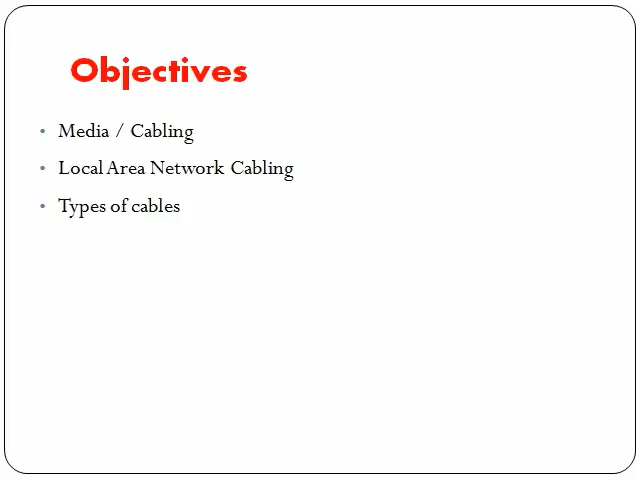 Objectives
• Media / Cabling
• Local Area Network Cabling
• Types of cables